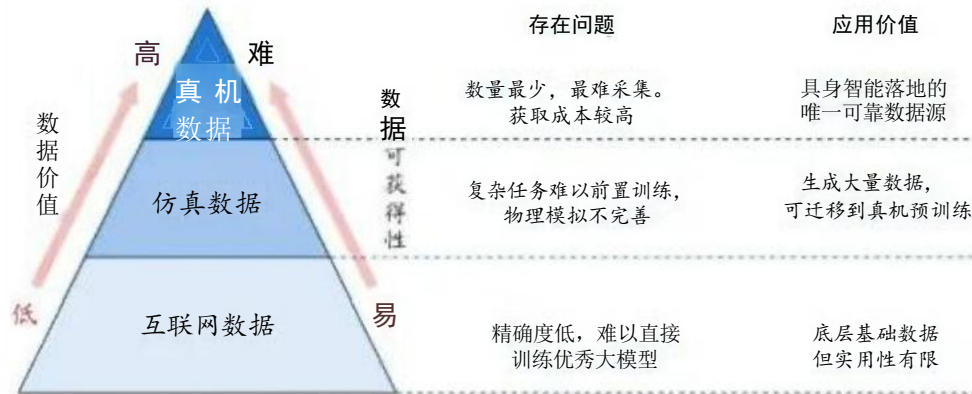 存在问题
应用价值
高
难
真 机
数据
数据
可获得性
数据价值
数量最少，最难采集。
获取成本较高
具身智能落地的
唯一可靠数据源
仿真数据
复杂任务难以前置训练，
物理模拟不完善
生成大量数据，
可迁移到真机预训练
低
易
互联网数据
精确度低，难以直接
训练优秀大模型
底层基础数据
但实用性有限